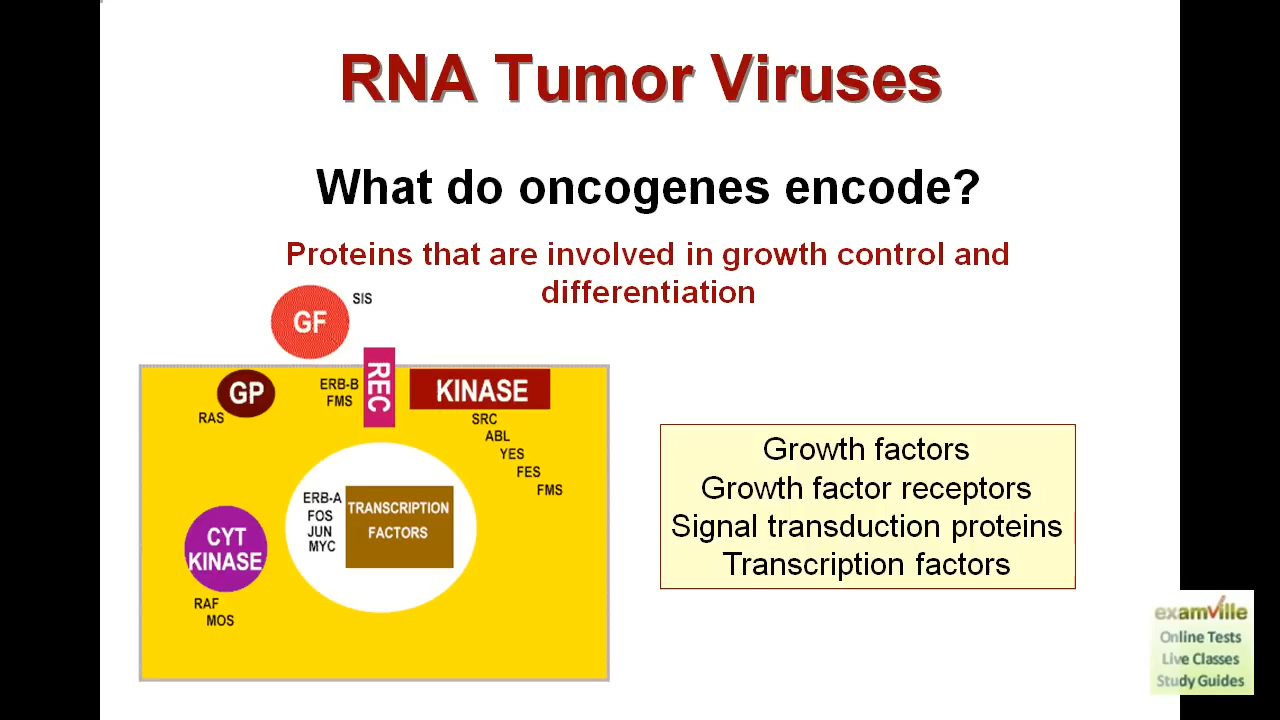 RNA Tumor Viruses
What do oncogenes encode?
Proteins that are involved in growth control and
differentiation
SIS
GF
REC
GP
RAS
ERB-B
FMS
KINASE
SRC
ABL
YES
FES
FMS
ERB-A
FOS
JUN
MYC
TRANSCRIPTION
FACTORS
CYT
KINASE
RAF
MOS
Growth factors
Growth factor receptors
Signal transduction proteins
Transcription factors
examville
Online Tests
Live Classes
Study Guides